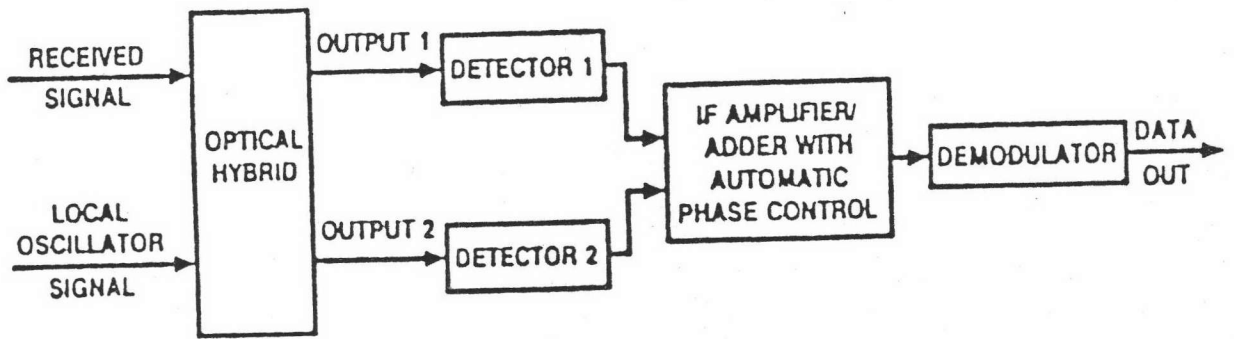 RECEIVED
SIGNAL
LOCAL
OSCILLATOR
SIGNAL
OPTICAL
HYBRID
OUTPUT 1
DETECTOR 1
OUTPUT 2
DETECTOR 2
IF AMPLIFIER/
ADDER WITH
AUTOMATIC
PHASE CONTROL
DEMODULATOR
DATA
OUT